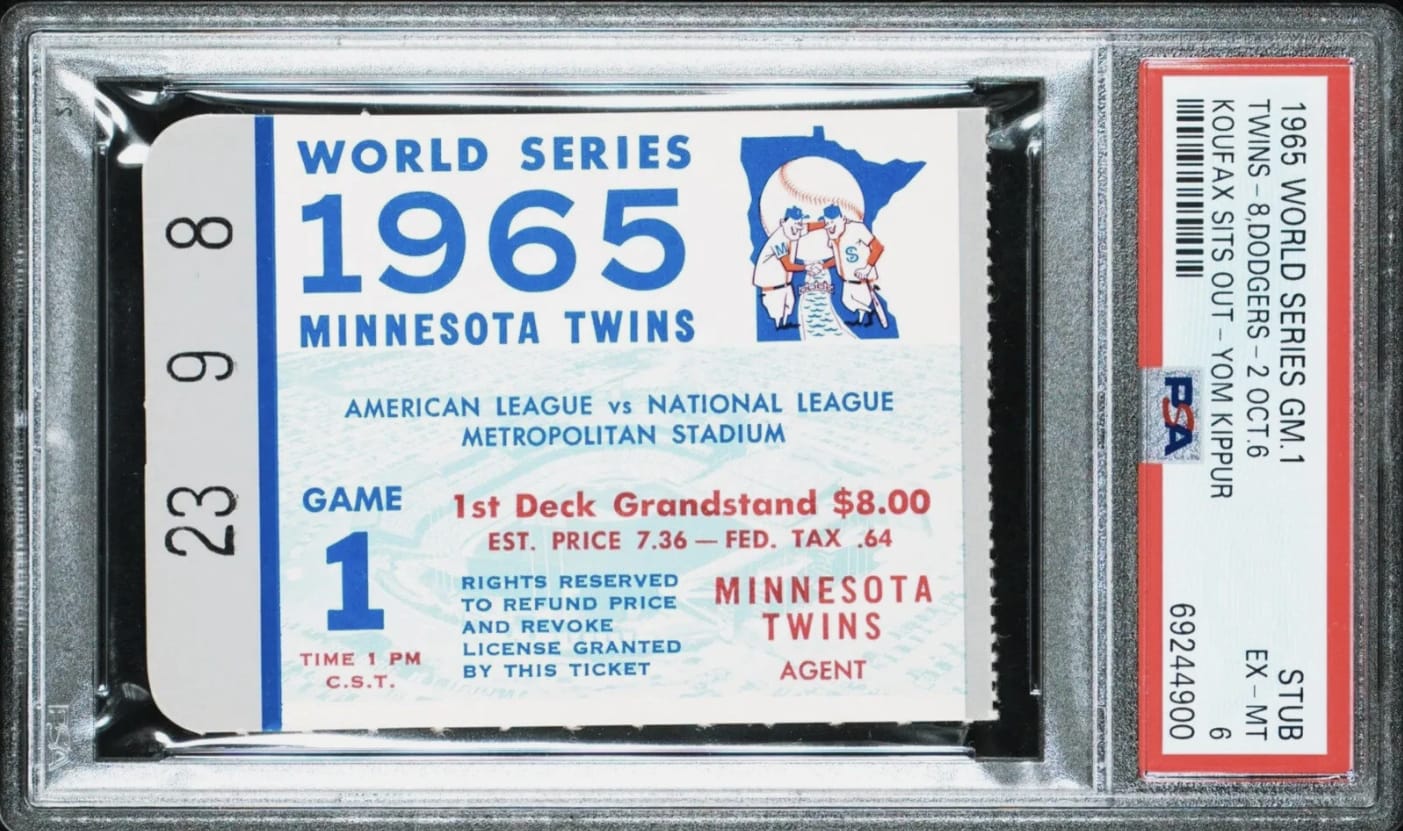 8
9
23
WORLD SERIES
1965
MINNESOTA TWINS
M
S
AMERICAN LEAGUE vs NATIONAL LEAGUE
METROPOLITAN STADIUM
GAME
1
TIME 1 PM
C.S.T.
1st Deck Grandstand $8.00
EST. PRICE 7.36 — FED. TAX .64
RIGHTS RESERVED
TO REFUND PRICE
AND REVOKE
LICENSE GRANTED
BY THIS TICKET
MINNESOTA
TWINS
AGENT
1965 WORLD SERIES GM.1 STUB
TWINS - 8,DODGERS - 2 OCT.6 EX - MT
KOUFAX SITS OUT - YOM KIPPUR 6
69244900
PSA
PSA